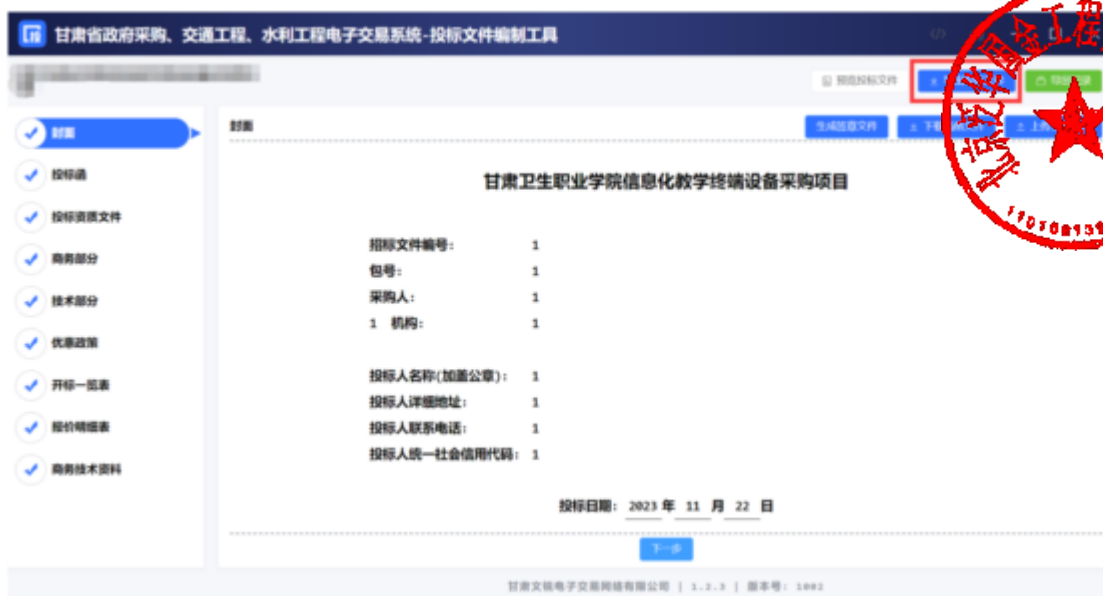 甘肃省政府采购、交通工程、水利工程电子交易系统-投标文件编制工具
预览投标文件
封面
投标函
投标资质文件
商务部分
技术部分
优惠政策
开标一览表
报价明细表
商务技术资料
封面
生成签章文件
甘肃卫生职业学院信息化教学终端设备采购项目
招标文件编号: 1
包号: 1
采购人: 1
1 机构: 1
投标人名称(加盖公章): 1
投标人详细地址: 1
投标人联系电话: 1
投标人统一社会信用代码: 1
投标日期: 2023 年 11 月 22 日
下一步
甘肃文锐电子交易网络有限公司 | 1.2.3 | 版本号: 1002